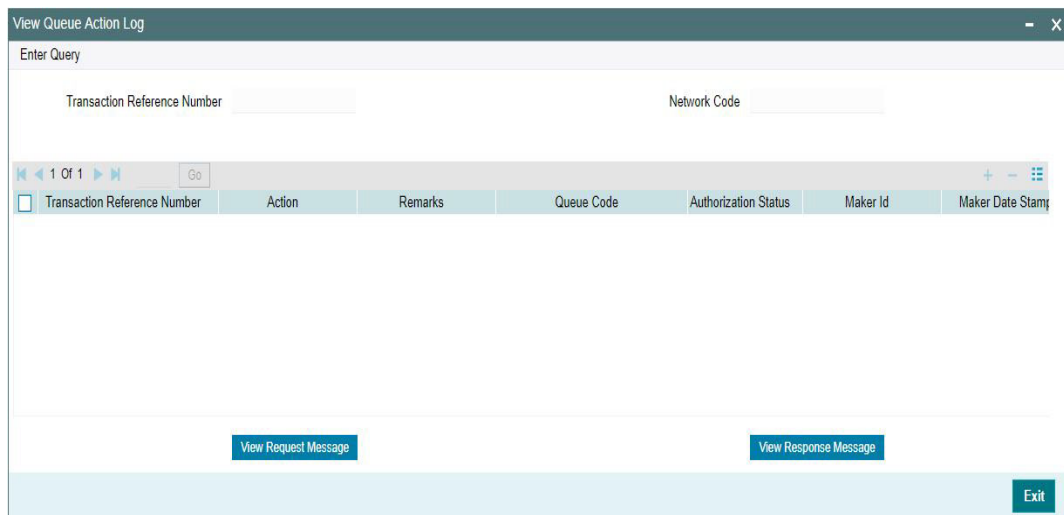 View Queue Action Log - X
Enter Query
Transaction Reference Number Network Code
1 Of 1 Go + -
Transaction Reference Number Action Remarks Queue Code Authorization Status Maker Id Maker Date Stamp
View Request Message View Response Message
Exit